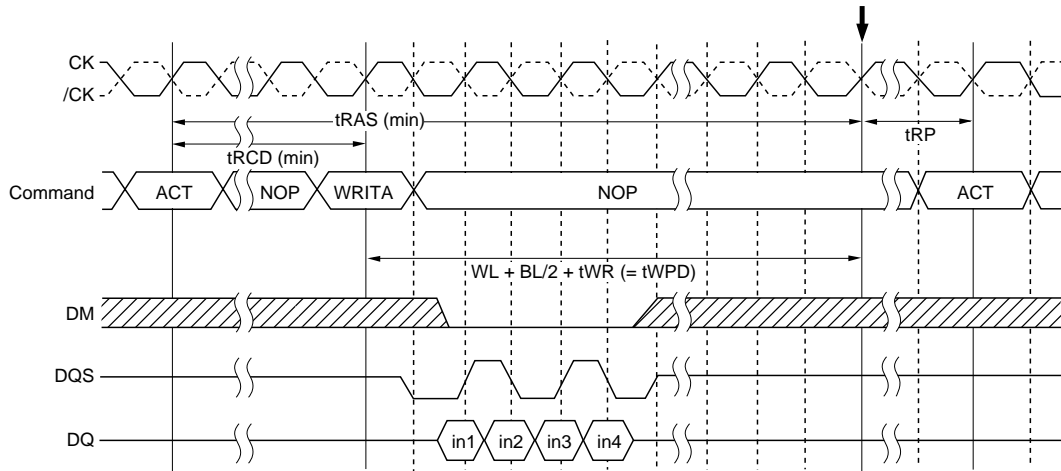 CK
/CK
tRAS (min)
tRP
tRCD (min)
Command ACT NOP WRITA NOP ACT
WL + BL/2 + tWR (= tWPD)
DM
DQS
DQ in1 in2 in3 in4